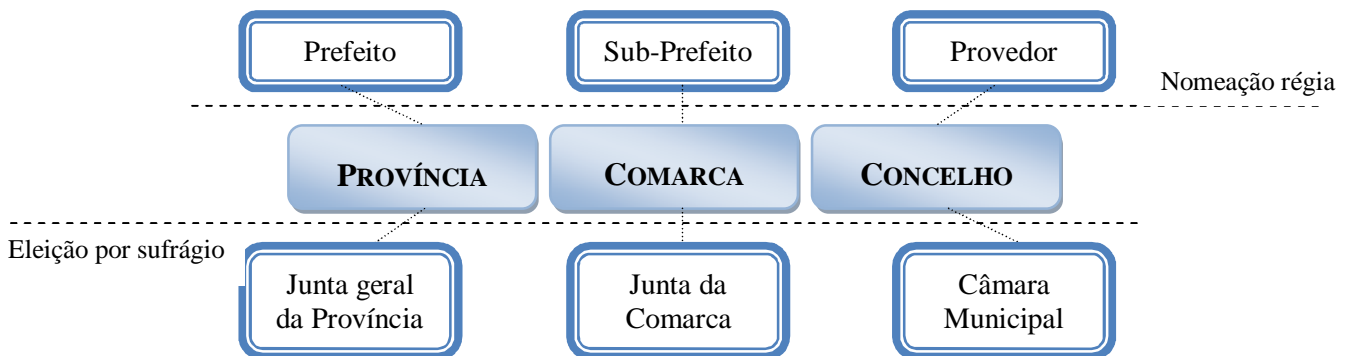 Prefeito
Sub-Prefeito
Provedor
Nomeação régia
PROVÍNCIA
COMARCA
CONCELHO
Eleição por sufrágio
Junta geral
da Província
Junta da
Comarca
Câmara
Municipal